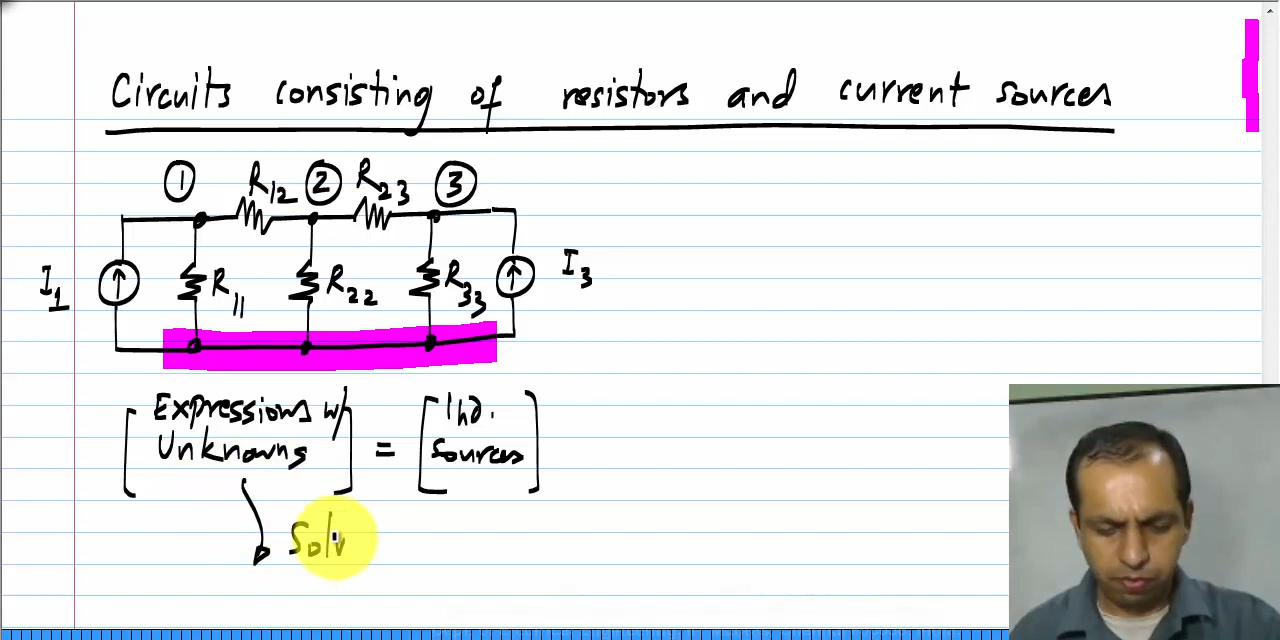 Circuits consisting of resistors and current sources
① R12 ② R23 ③
I1 R11 R22 R33 I3
[Expressions w/ Unknowns] = [Ind. Sources]
Solv